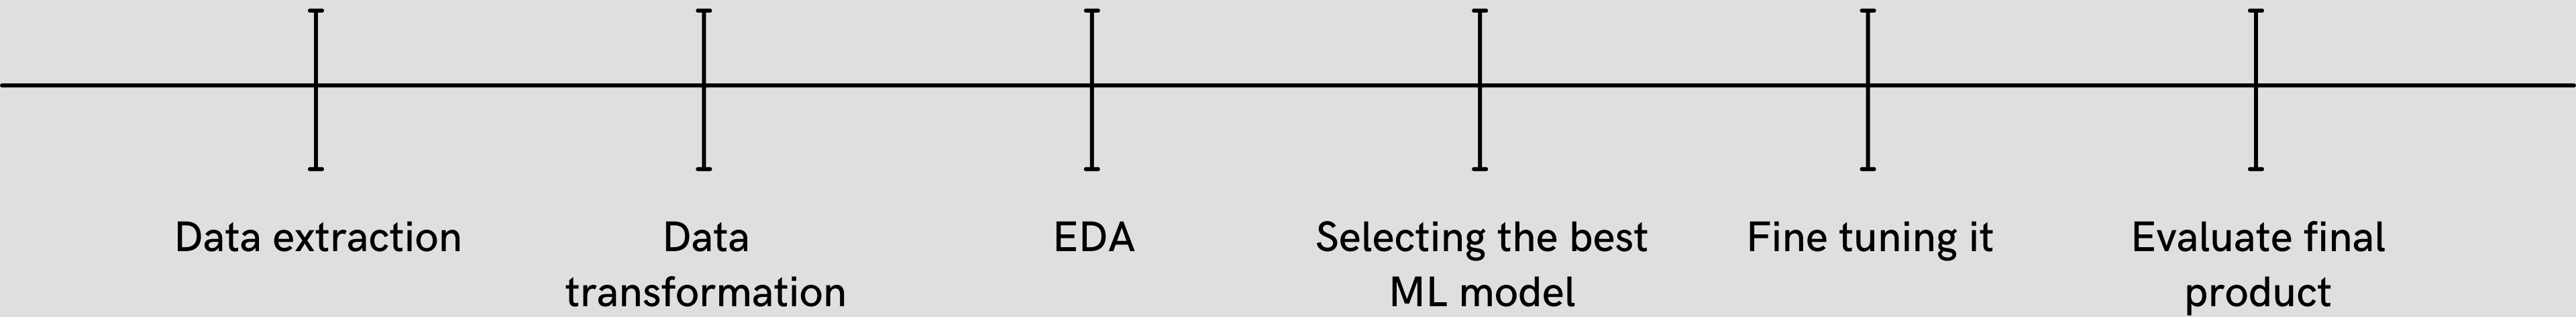 Data extraction
Data
transformation
EDA
Selecting the best
ML model
Fine tuning it
Evaluate final
product